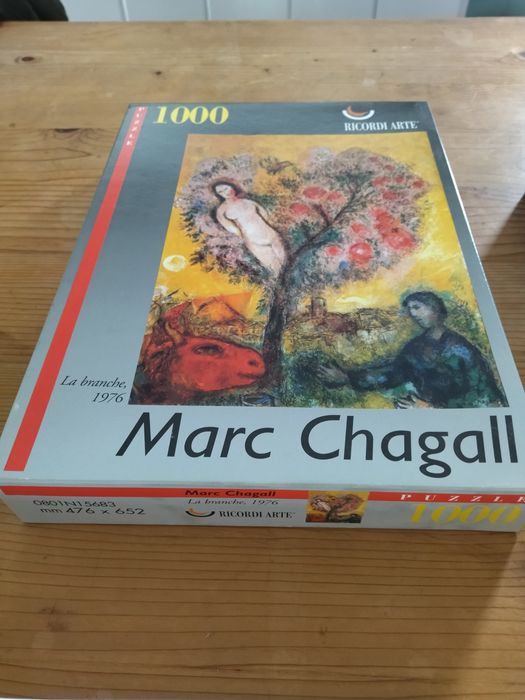 PUZZLE
1000
RICORDI ARTE
La branche,
1976
Marc Chagall
0801N15683
mm 476 x 652
Marc Chagall
La branche, 1976
RICORDI ARTE
PUZZLE
1000